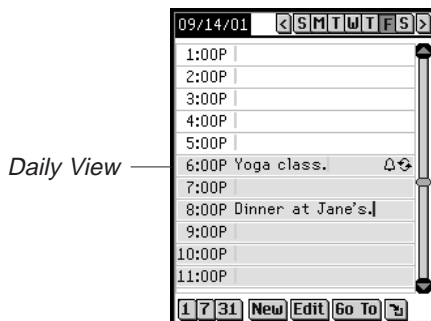 09/14/01 < S M T W T F S >
1:00P
2:00P
3:00P
4:00P
5:00P
Daily View
6:00P Yoga class.
7:00P
8:00P Dinner at Jane's.
9:00P
10:00P
11:00P
1 7 31 New Edit Go To